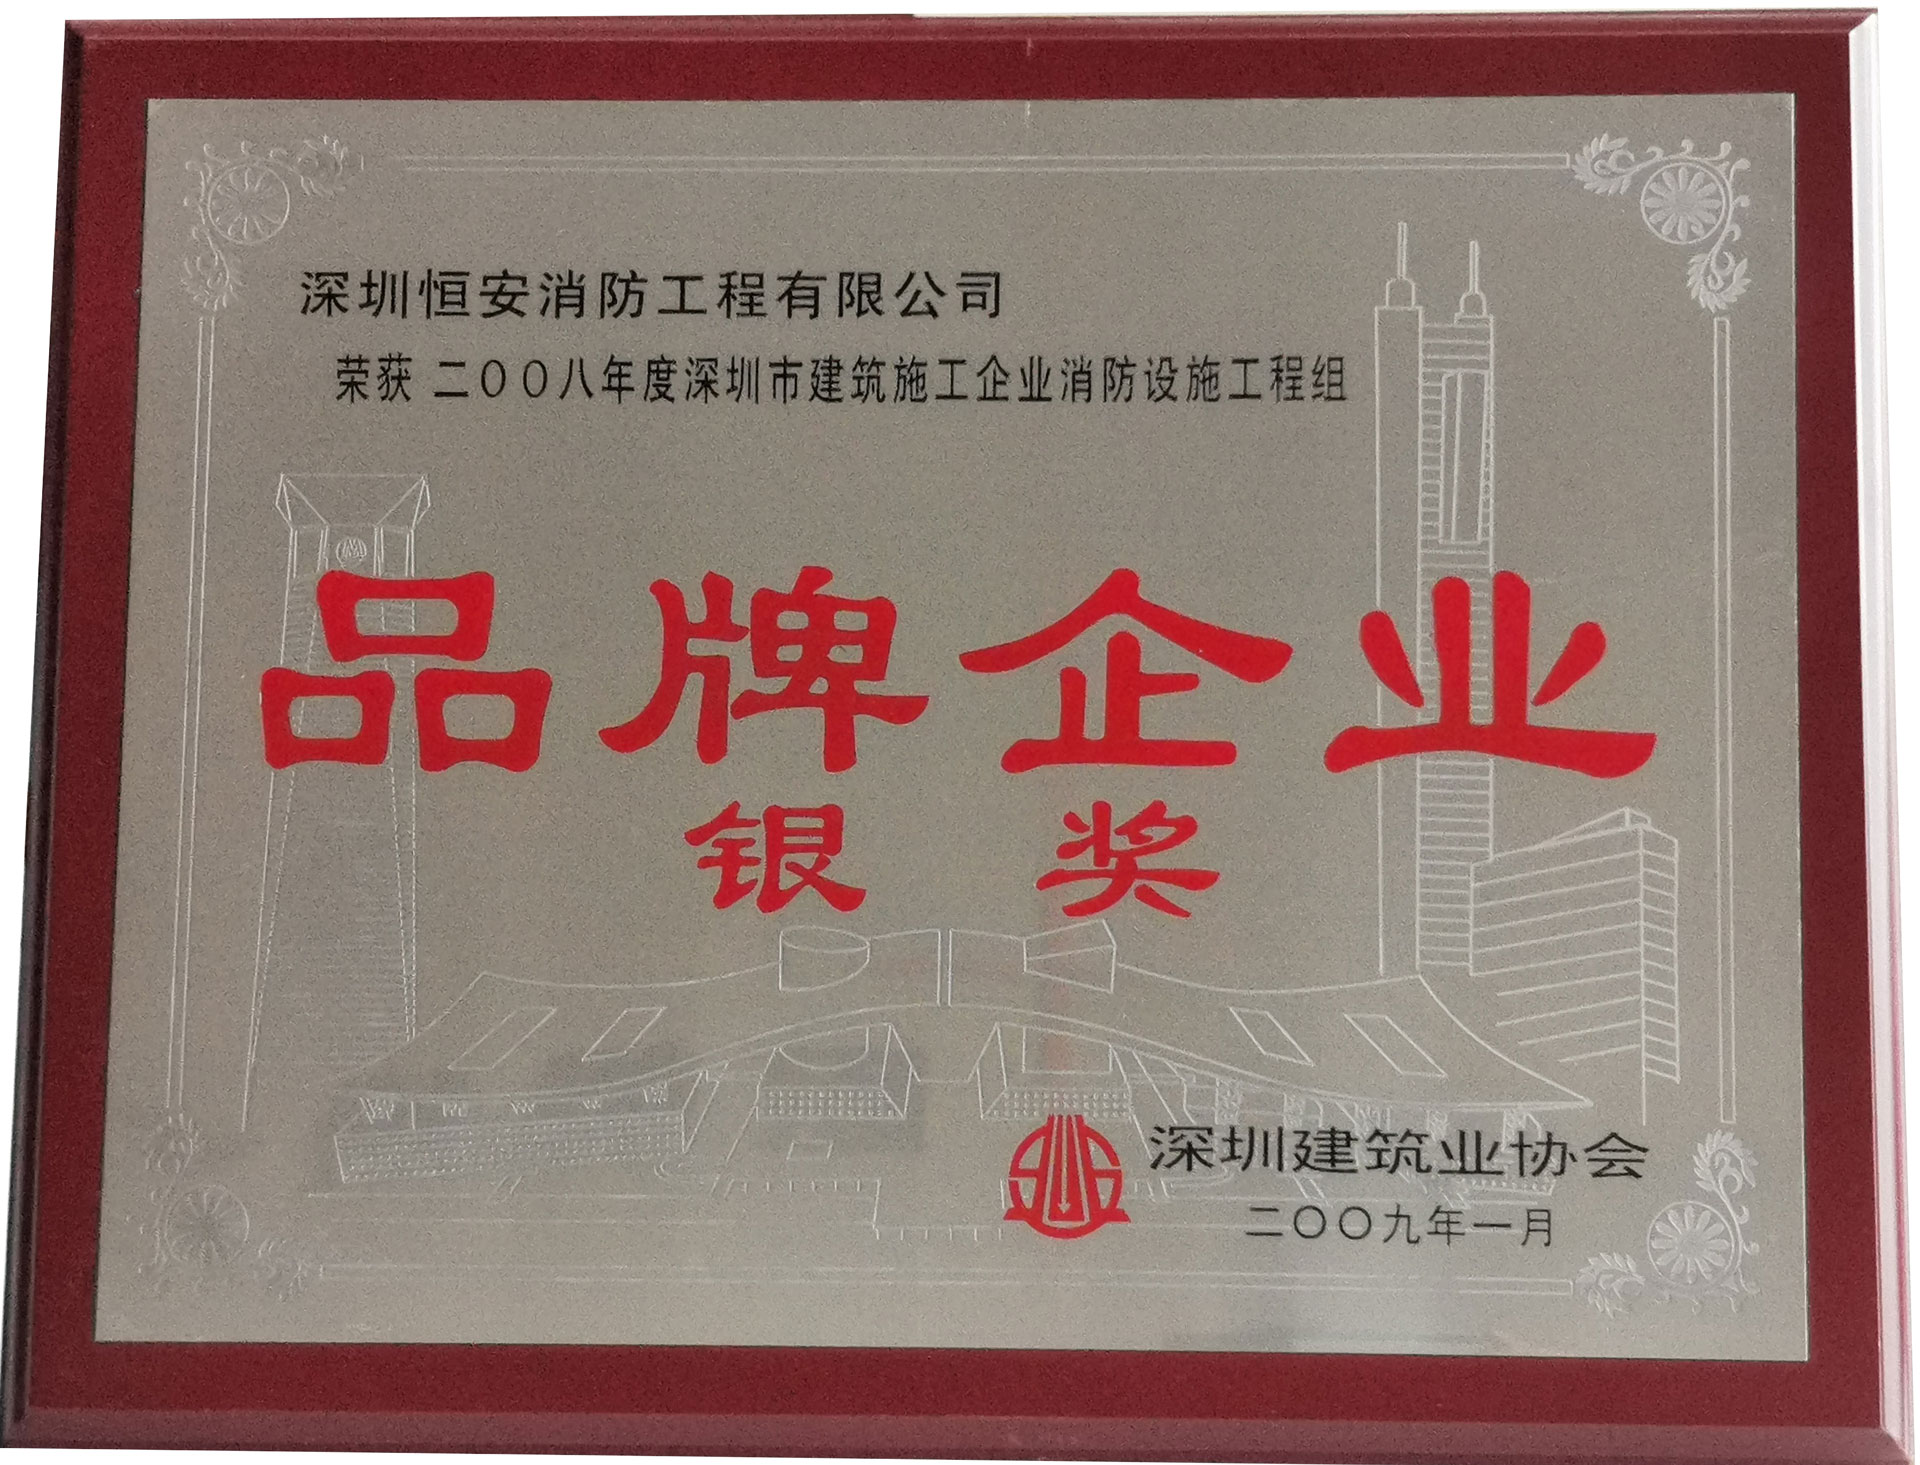 深圳恒安消防工程有限公司
荣获 二〇〇八年度深圳市建筑施工企业消防设施工程组
品牌企业
银奖
深圳建筑业协会
二〇〇九年一月